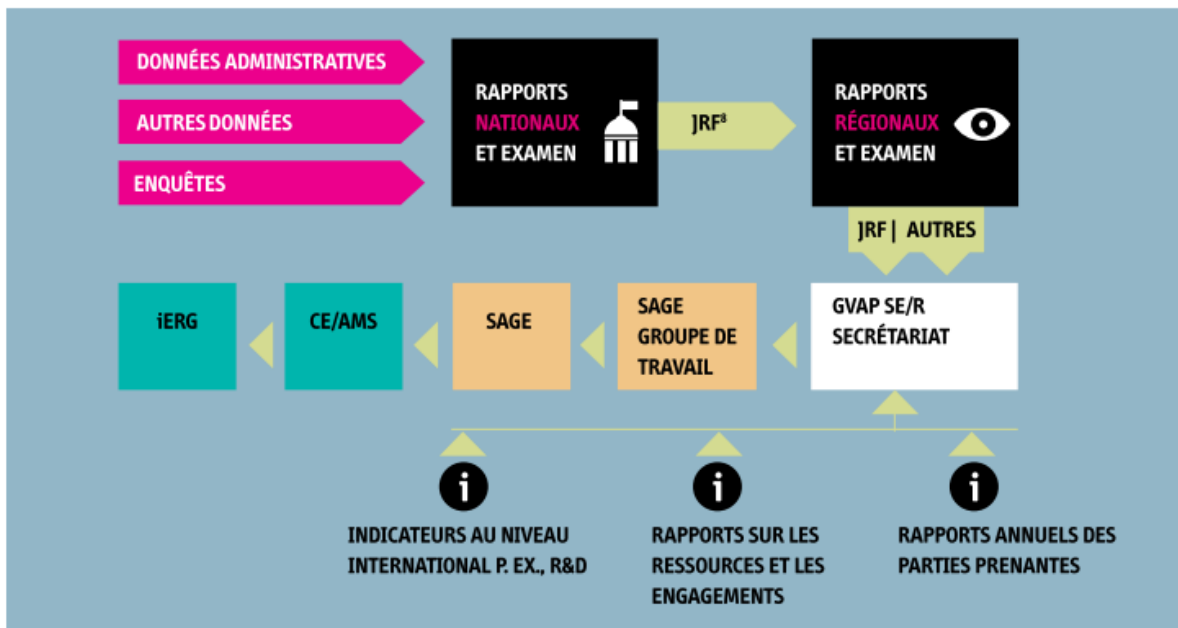 DONNÉES ADMINISTRATIVES
AUTRES DONNÉES
ENQUÊTES
RAPPORTS
NATIONAUX
ET EXAMEN
JRF⁸
RAPPORTS
RÉGIONAUX
ET EXAMEN
JRF | AUTRES
iERG
CE/AMS
SAGE
SAGE
GROUPE DE
TRAVAIL
GVAP SE/R
SECRÉTARIAT
INDICATEURS AU NIVEAU
INTERNATIONAL P. EX., R&D
RAPPORTS SUR LES
RESSOURCES ET LES
ENGAGEMENTS
RAPPORTS ANNUELS DES
PARTIES PRENANTES